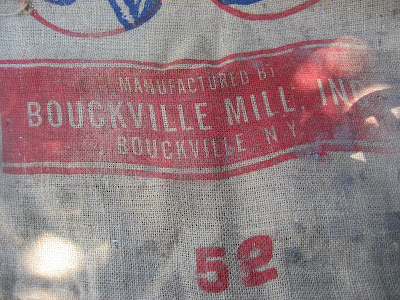 MANUFACTURED BY
BOUCKVILLE MILL, INC.
BOUCKVILLE N.Y.
52